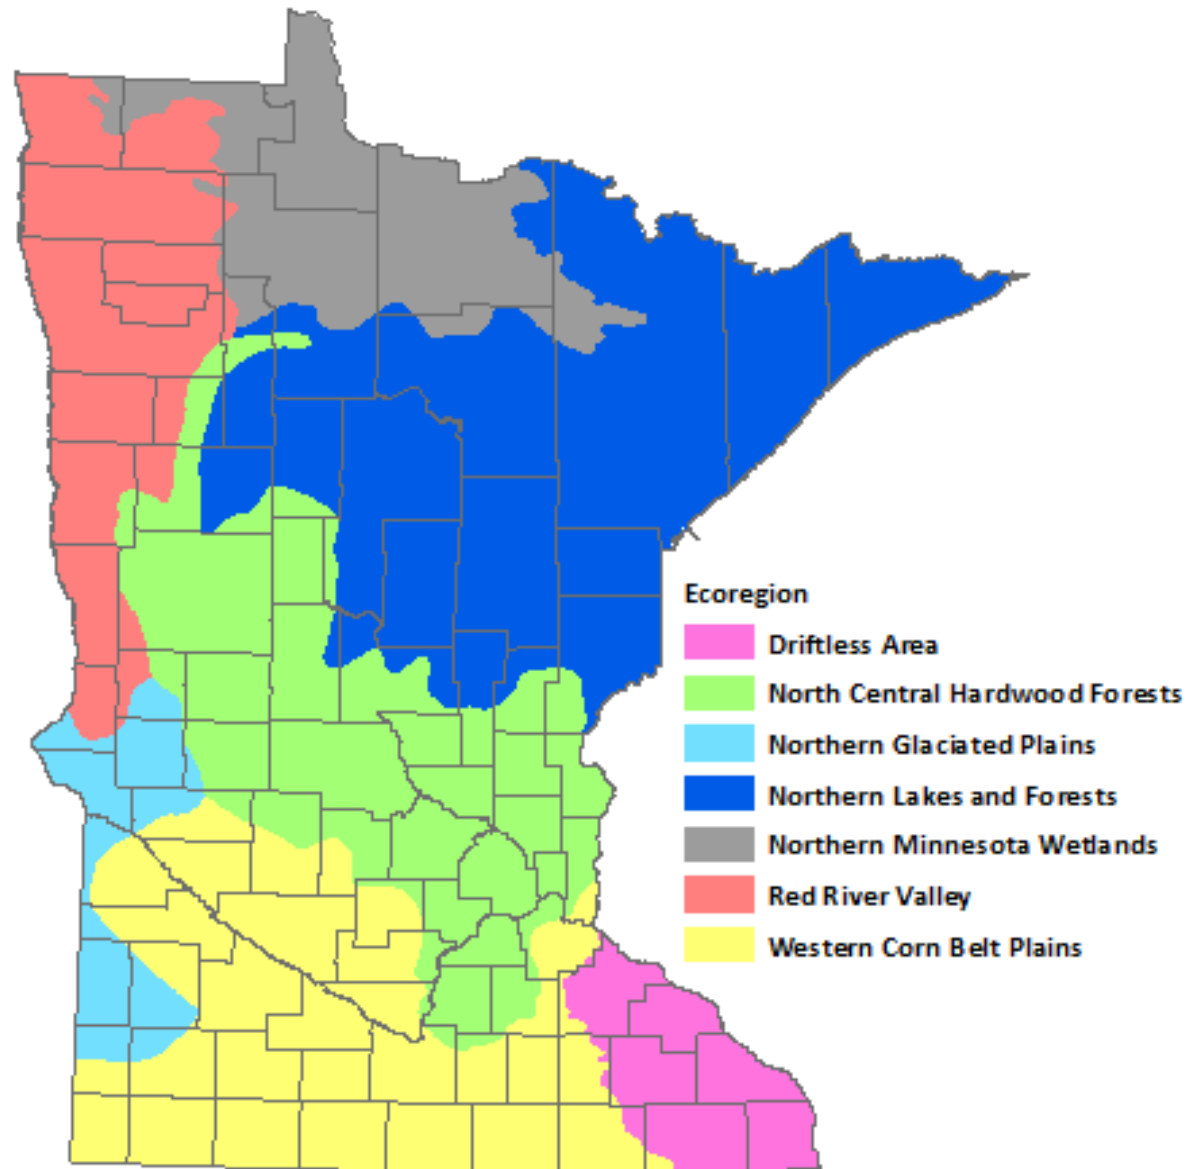 Ecoregion
Driftless Area
North Central Hardwood Forests
Northern Glaciated Plains
Northern Lakes and Forests
Northern Minnesota Wetlands
Red River Valley
Western Corn Belt Plains